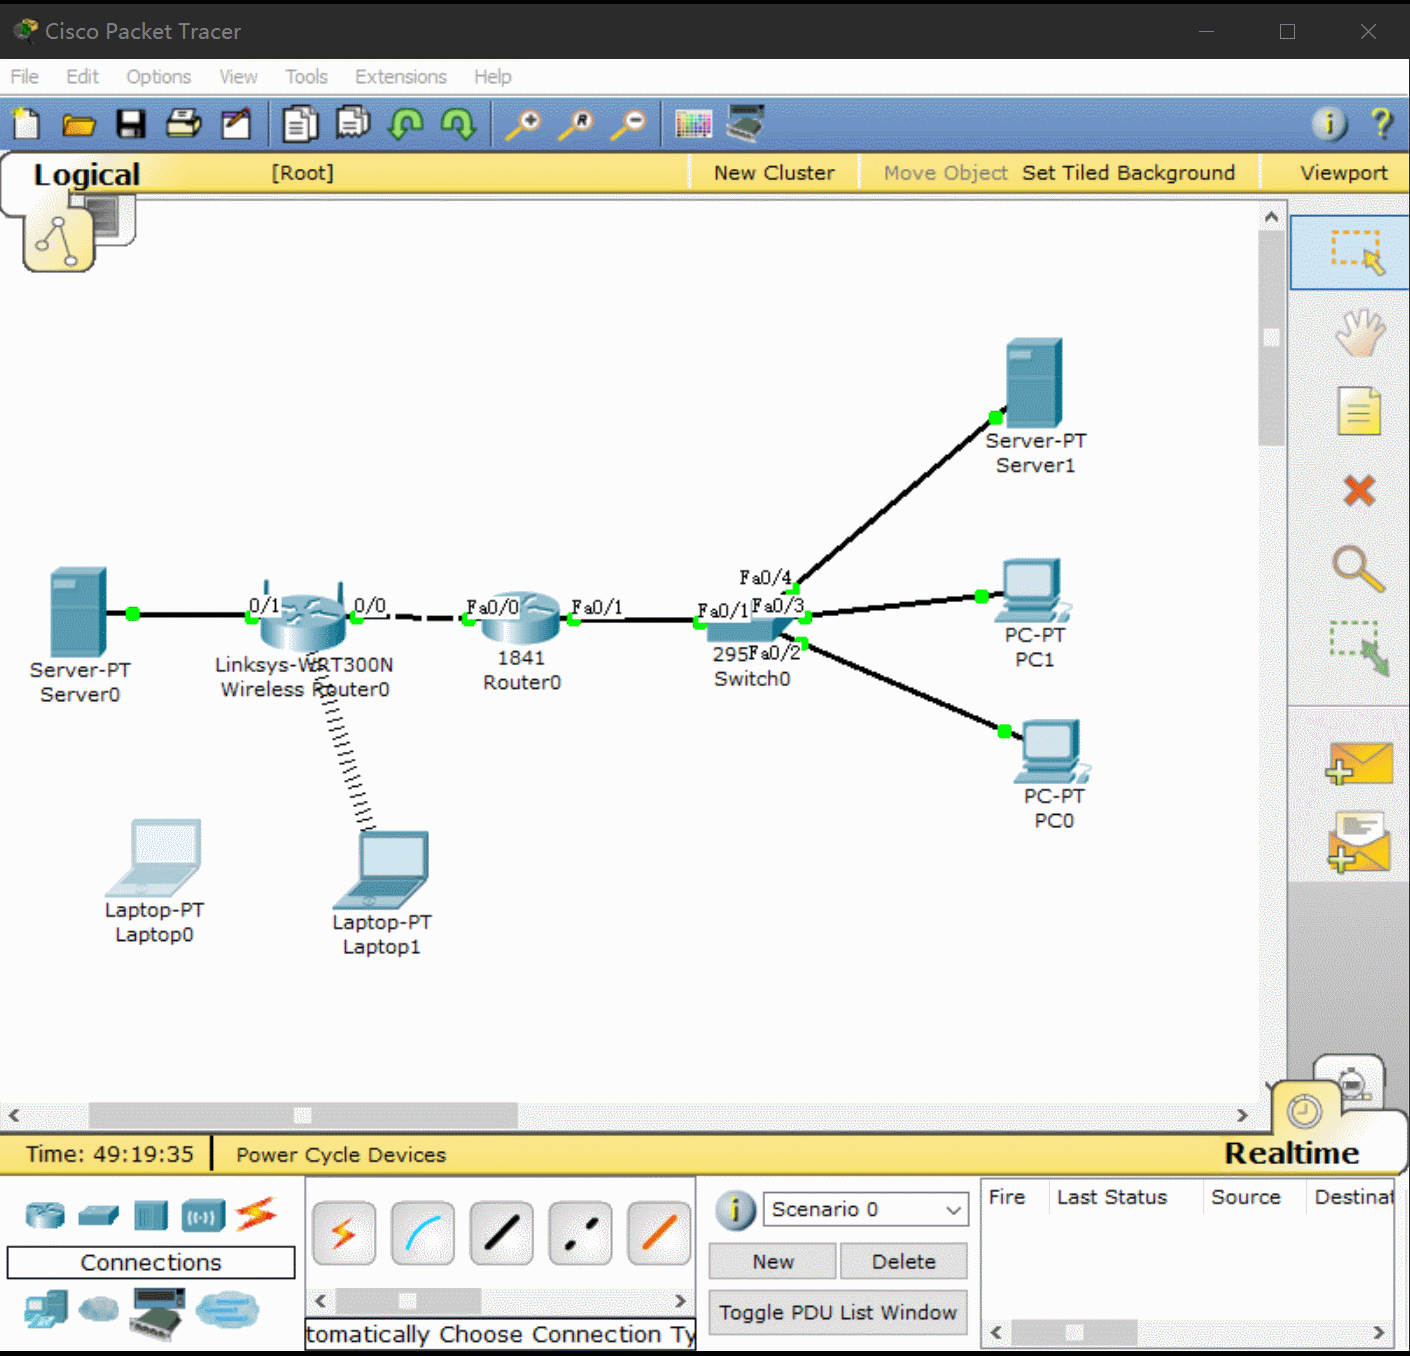 Cisco Packet Tracer
File Edit Options View Tools Extensions Help
Logical [Root] New Cluster Move Object Set Tiled Background Viewport
Server-PT
Server1
Fa0/4
0/1 0/0 Fa0/0 Fa0/1 Fa0/1 Fa0/3
PC-PT
PC1
Server-PT
Server0
Linksys-WRT300N
Wireless Router0
1841
Router0
295 Fa0/2
Switch0
PC-PT
PC0
Laptop-PT
Laptop0
Laptop-PT
Laptop1
Time: 49:19:35 Power Cycle Devices Realtime
Connections
tomatically Choose Connection Ty
Scenario 0
New Delete
Toggle PDU List Window
Fire Last Status Source Destinat